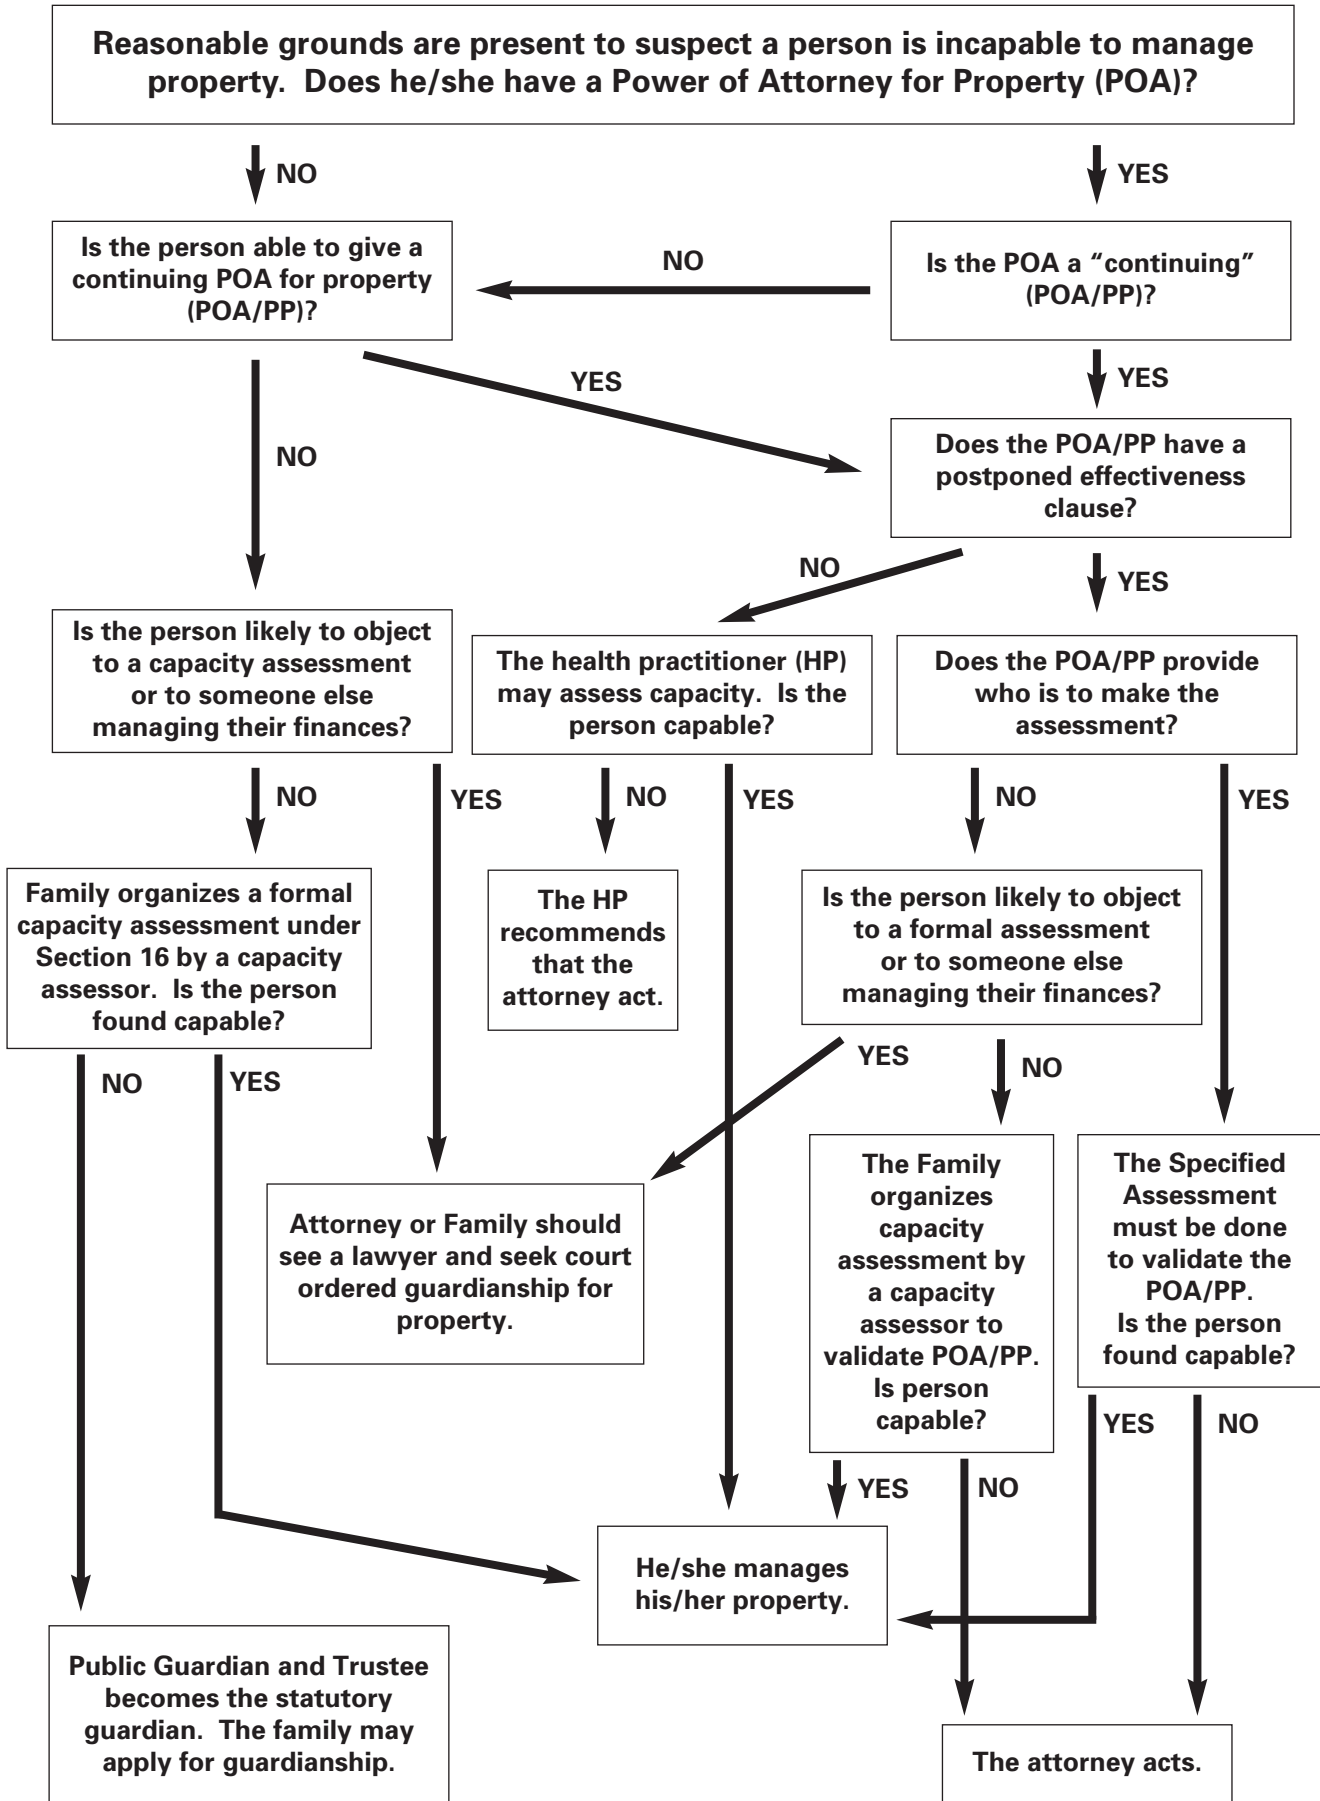 Reasonable grounds are present to suspect a person is incapable to manage
property.  Does he/she have a Power of Attorney for Property (POA)?
NO
YES
Is the person able to give a
continuing POA for property
(POA/PP)?
NO
Is the POA a “continuing”
(POA/PP)?
YES
YES
NO
Does the POA/PP have a
postponed effectiveness
clause?
NO
YES
Is the person likely to object
to a capacity assessment
or to someone else
managing their finances?
The health practitioner (HP)
may assess capacity.  Is the
person capable?
Does the POA/PP provide
who is to make the
assessment?
NO
YES
NO
YES
NO
YES
Family organizes a formal
capacity assessment under
Section 16 by a capacity
assessor.  Is the person
found capable?
The HP
recommends
that the
attorney act.
Is the person likely to object
to a formal assessment
or to someone else
managing their finances?
NO
YES
YES
NO
Attorney or Family should
see a lawyer and seek court
ordered guardianship for
property.
The Family
organizes
capacity
assessment by
a capacity
assessor to
validate POA/PP.
Is person
capable?
The Specified
Assessment
must be done
to validate the
POA/PP.
Is the person
found capable?
YES
NO
YES
NO
He/she manages
his/her property.
Public Guardian and Trustee
becomes the statutory
guardian.  The family may
apply for guardianship.
The attorney acts.